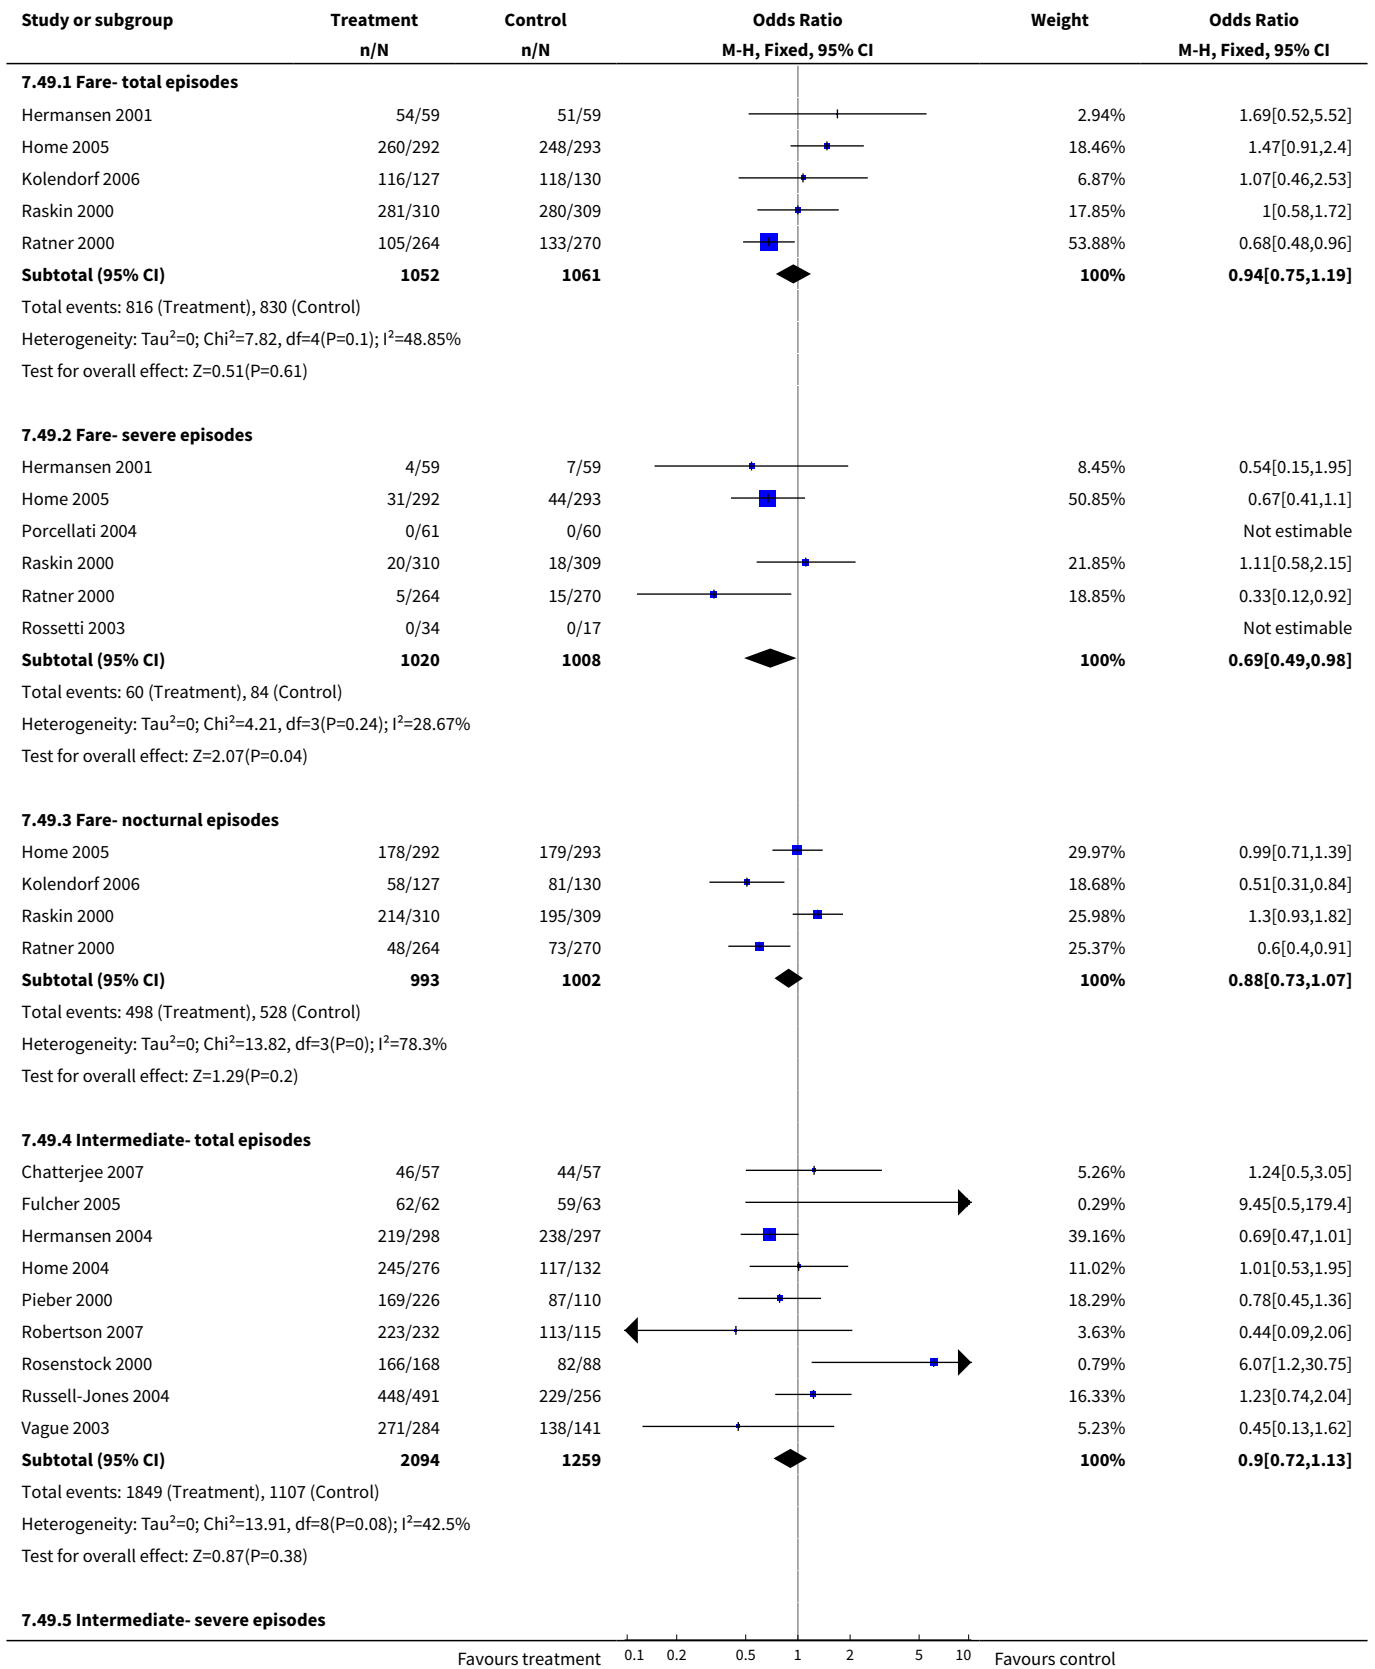 Study or subgroup Treatment Control Odds Ratio Weight Odds Ratio
n/N n/N M-H, Fixed, 95% CI M-H, Fixed, 95% CI
7.49.1 Fare- total episodes
Hermansen 2001 54/59 51/59 2.94% 1.69[0.52,5.52]
Home 2005 260/292 248/293 18.46% 1.47[0.91,2.4]
Kolendorf 2006 116/127 118/130 6.87% 1.07[0.46,2.53]
Raskin 2000 281/310 280/309 17.85% 1[0.58,1.72]
Ratner 2000 105/264 133/270 53.88% 0.68[0.48,0.96]
Subtotal (95% CI) 1052 1061 100% 0.94[0.75,1.19]
Total events: 816 (Treatment), 830 (Control)
Heterogeneity: Tau²=0; Chi²=7.82, df=4(P=0.1); I²=48.85%
Test for overall effect: Z=0.51(P=0.61)
7.49.2 Fare- severe episodes
Hermansen 2001 4/59 7/59 8.45% 0.54[0.15,1.95]
Home 2005 31/292 44/293 50.85% 0.67[0.41,1.1]
Porcellati 2004 0/61 0/60 Not estimable
Raskin 2000 20/310 18/309 21.85% 1.11[0.58,2.15]
Ratner 2000 5/264 15/270 18.85% 0.33[0.12,0.92]
Rossetti 2003 0/34 0/17 Not estimable
Subtotal (95% CI) 1020 1008 100% 0.69[0.49,0.98]
Total events: 60 (Treatment), 84 (Control)
Heterogeneity: Tau²=0; Chi²=4.21, df=3(P=0.24); I²=28.67%
Test for overall effect: Z=2.07(P=0.04)
7.49.3 Fare- nocturnal episodes
Home 2005 178/292 179/293 29.97% 0.99[0.71,1.39]
Kolendorf 2006 58/127 81/130 18.68% 0.51[0.31,0.84]
Raskin 2000 214/310 195/309 25.98% 1.3[0.93,1.82]
Ratner 2000 48/264 73/270 25.37% 0.6[0.4,0.91]
Subtotal (95% CI) 993 1002 100% 0.88[0.73,1.07]
Total events: 498 (Treatment), 528 (Control)
Heterogeneity: Tau²=0; Chi²=13.82, df=3(P=0); I²=78.3%
Test for overall effect: Z=1.29(P=0.2)
7.49.4 Intermediate- total episodes
Chatterjee 2007 46/57 44/57 5.26% 1.24[0.5,3.05]
Fulcher 2005 62/62 59/63 0.29% 9.45[0.5,179.4]
Hermansen 2004 219/298 238/297 39.16% 0.69[0.47,1.01]
Home 2004 245/276 117/132 11.02% 1.01[0.53,1.95]
Pieber 2000 169/226 87/110 18.29% 0.78[0.45,1.36]
Robertson 2007 223/232 113/115 3.63% 0.44[0.09,2.06]
Rosenstock 2000 166/168 82/88 0.79% 6.07[1.2,30.75]
Russell-Jones 2004 448/491 229/256 16.33% 1.23[0.74,2.04]
Vague 2003 271/284 138/141 5.23% 0.45[0.13,1.62]
Subtotal (95% CI) 2094 1259 100% 0.9[0.72,1.13]
Total events: 1849 (Treatment), 1107 (Control)
Heterogeneity: Tau²=0; Chi²=13.91, df=8(P=0.08); I²=42.5%
Test for overall effect: Z=0.87(P=0.38)
7.49.5 Intermediate- severe episodes
Favours treatment 0.1 0.2 0.5 1 2 5 10 Favours control